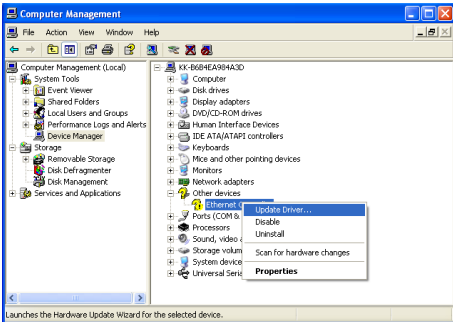 Computer Management
File Action View Window Help
Computer Management (Local)
System Tools
Event Viewer
Shared Folders
Local Users and Groups
Performance Logs and Alerts
Device Manager
Storage
Removable Storage
Disk Defragmenter
Disk Management
Services and Applications
KK-B6B4EA984A3D
Computer
Disk drives
Display adapters
DVD/CD-ROM drives
Human Interface Devices
IDE ATA/ATAPI controllers
Keyboards
Mice and other pointing devices
Monitors
Network adapters
Other devices
Ethernet C
Ports (COM &
Processors
Sound, video
Storage volum
System device
Universal Seria
Update Driver...
Disable
Uninstall
Scan for hardware changes
Properties
Launches the Hardware Update Wizard for the selected device.